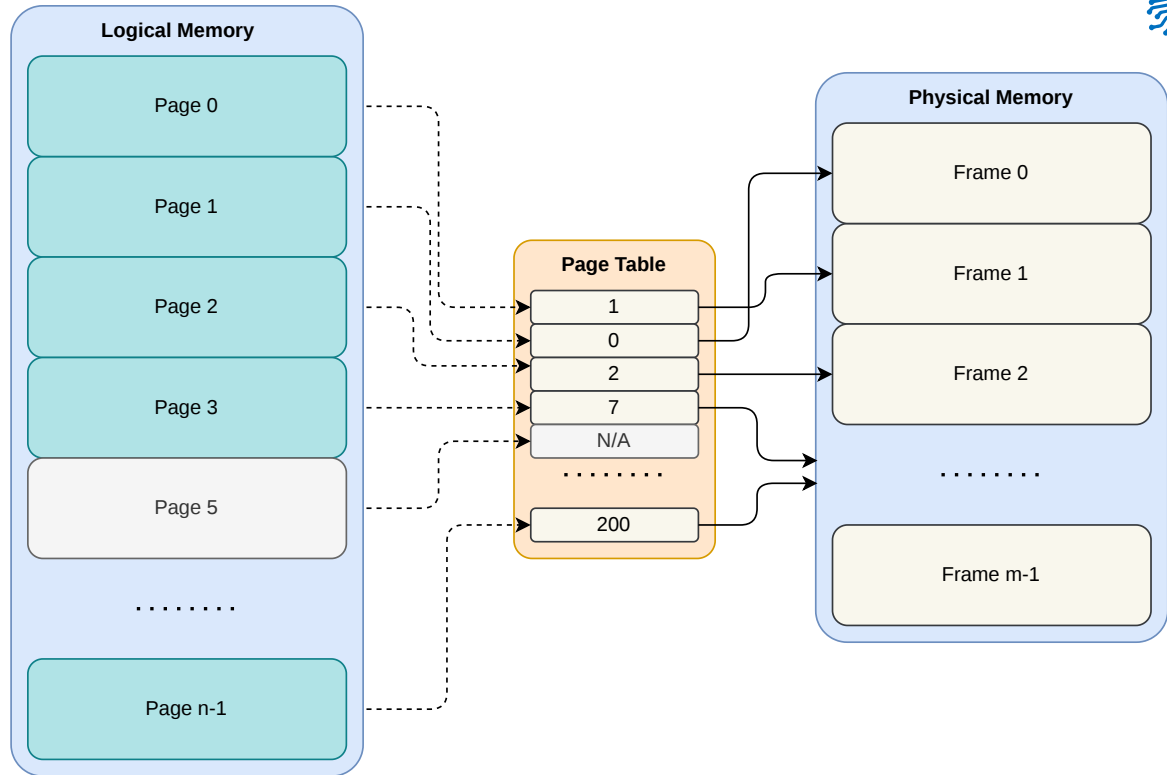 Logical Memory
Page 0
Page 1
Page 2
Page 3
Page 5
. . . . . . . .
Page n-1
Page Table
1
0
2
7
N/A
. . . . . . . .
200
Physical Memory
Frame 0
Frame 1
Frame 2
. . . . . . . .
Frame m-1